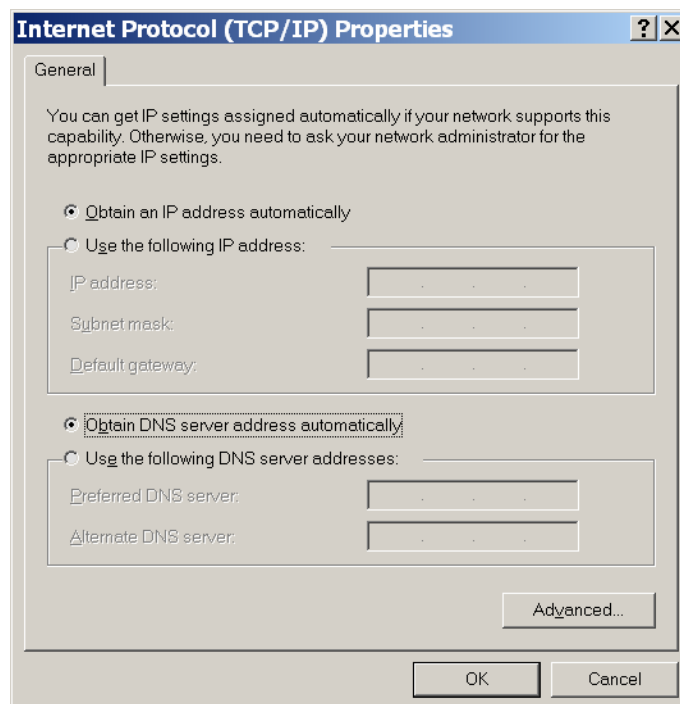 Internet Protocol (TCP/IP) Properties
General
You can get IP settings assigned automatically if your network supports this
capability. Otherwise, you need to ask your network administrator for the
appropriate IP settings.
Obtain an IP address automatically
Use the following IP address:
IP address:
Subnet mask:
Default gateway:
Obtain DNS server address automatically
Use the following DNS server addresses:
Preferred DNS server:
Alternate DNS server:
Advanced...
OK Cancel